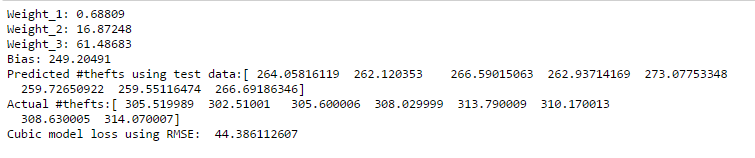 Weight_1: 0.68809
Weight_2: 16.87248
Weight_3: 61.48683
Bias: 249.20491
Predicted #thefts using test data:[ 264.05816119  262.120353    266.59015063  262.93714169  273.07753348
  259.72650922  259.55116474  266.69186346]
Actual #thefts:[ 305.519989  302.51001   305.600006  308.029999  313.790009  310.170013
  308.630005  314.070007]
Cubic model loss using RMSE:  44.386112607